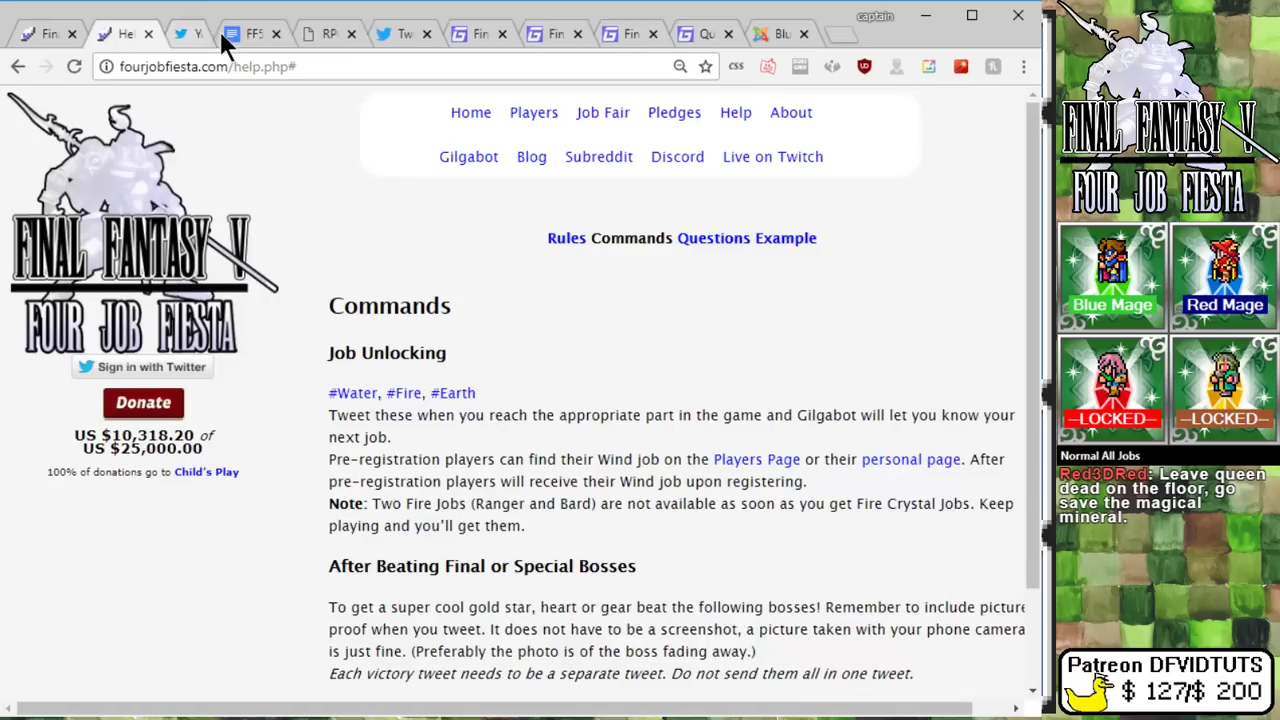 captain
Fin
Hel
Y
FF5
RP
Tw
Fin
Fin
Fin
Qu
Blu
fourjobfiesta.com/help.php#
css
FINAL FANTASY V
FOUR JOB FIESTA
Sign in with Twitter
Donate
US $10,318.20 of
US $25,000.00
100% of donations go to Child's Play
Home Players Job Fair Pledges Help About
Gilgabot Blog Subreddit Discord Live on Twitch
Rules Commands Questions Example
Commands
Job Unlocking
#Water, #Fire, #Earth
Tweet these when you reach the appropriate part in the game and Gilgabot will let you know your
next job.
Pre-registration players can find their Wind job on the Players Page or their personal page. After
pre-registration players will receive their Wind job upon registering.
Note: Two Fire Jobs (Ranger and Bard) are not available as soon as you get Fire Crystal Jobs. Keep
playing and you'll get them.
After Beating Final or Special Bosses
To get a super cool gold star, heart or gear beat the following bosses! Remember to include picture
proof when you tweet. It does not have to be a screenshot, a picture taken with your phone camera
is just fine. (Preferably the photo is of the boss fading away.)
Each victory tweet needs to be a separate tweet. Do not send them all in one tweet.
FINAL FANTASY V
FOUR JOB FIESTA
Blue Mage
Red Mage
--LOCKED--
--LOCKED--
Normal All Jobs
Red3DRed: Leave queen
dead on the floor, go
save the magical
mineral.
Patreon DFVIDTUTS
$ 127/$ 200